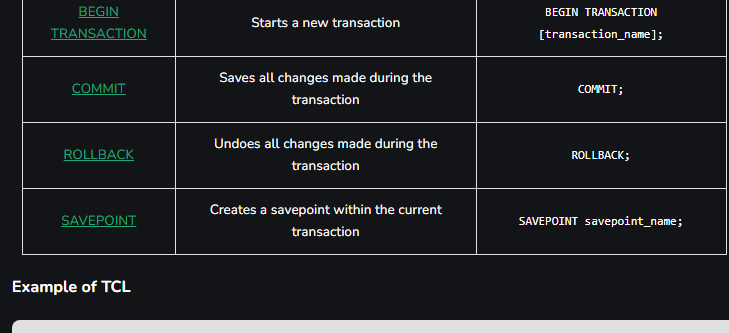 BEGIN
TRANSACTION
Starts a new transaction
BEGIN TRANSACTION
[transaction_name];
COMMIT
Saves all changes made during the
transaction
COMMIT;
ROLLBACK
Undoes all changes made during the
transaction
ROLLBACK;
SAVEPOINT
Creates a savepoint within the current
transaction
SAVEPOINT savepoint_name;
Example of TCL